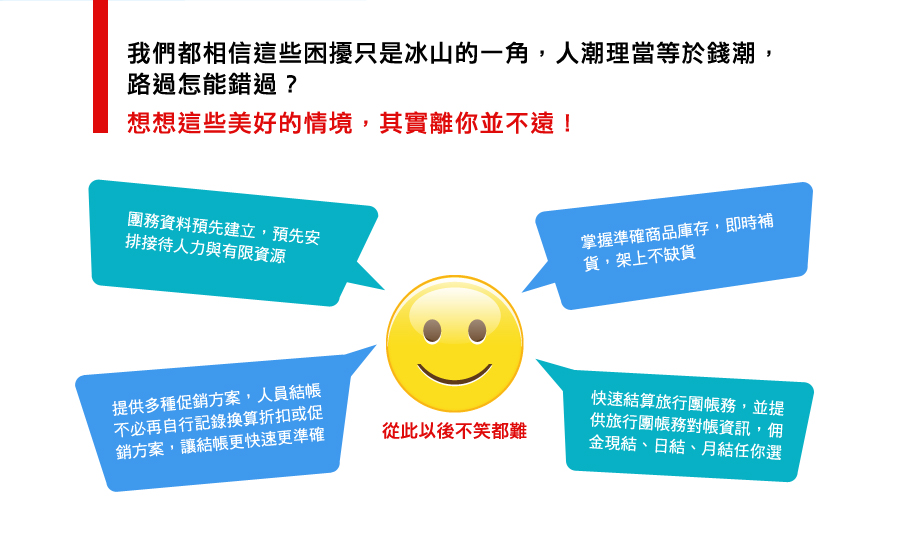 我們都相信這些困擾只是冰山的一角，人潮理當等於錢潮，
路過怎能錯過？
想想這些美好的情境，其實離你並不遠！
團務資料預先建立，預先安
排接待人力與有限資源
掌握準確商品庫存，即時補
貨，架上不缺貨
提供多種促銷方案，人員結帳
不必再自行記錄換算折扣或促
銷方案，讓結帳更快速更準確
快速結算旅行團帳務，並提
供旅行團帳務對帳資訊，佣
金現結、日結、月結任你選
從此以後不笑都難